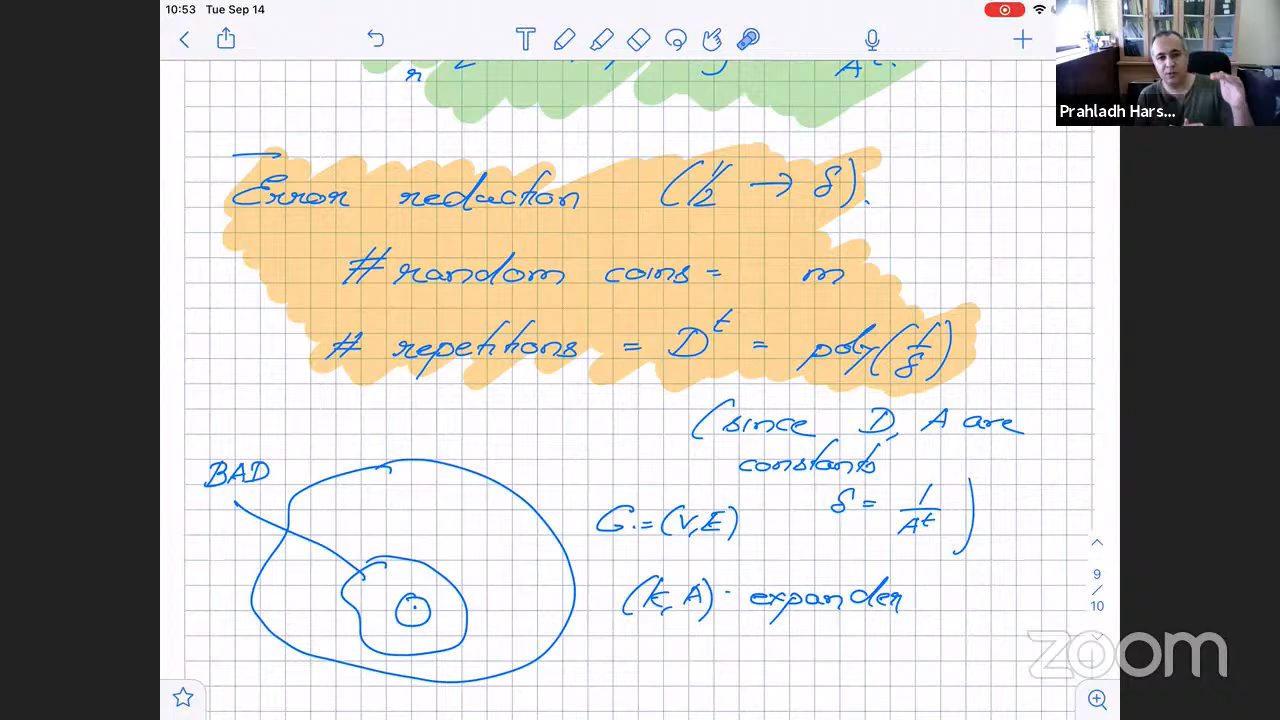 10:53 Tue Sep 14
Prahladh Hars...
Error reduction (1/2 → δ).
# random coins = m
# repetitions = D^t = poly(1/δ)
(since D, A are
constants
δ = 1/A^t )
BAD
G = (V, E)
(K, A) - expander
9
/
10
zoom